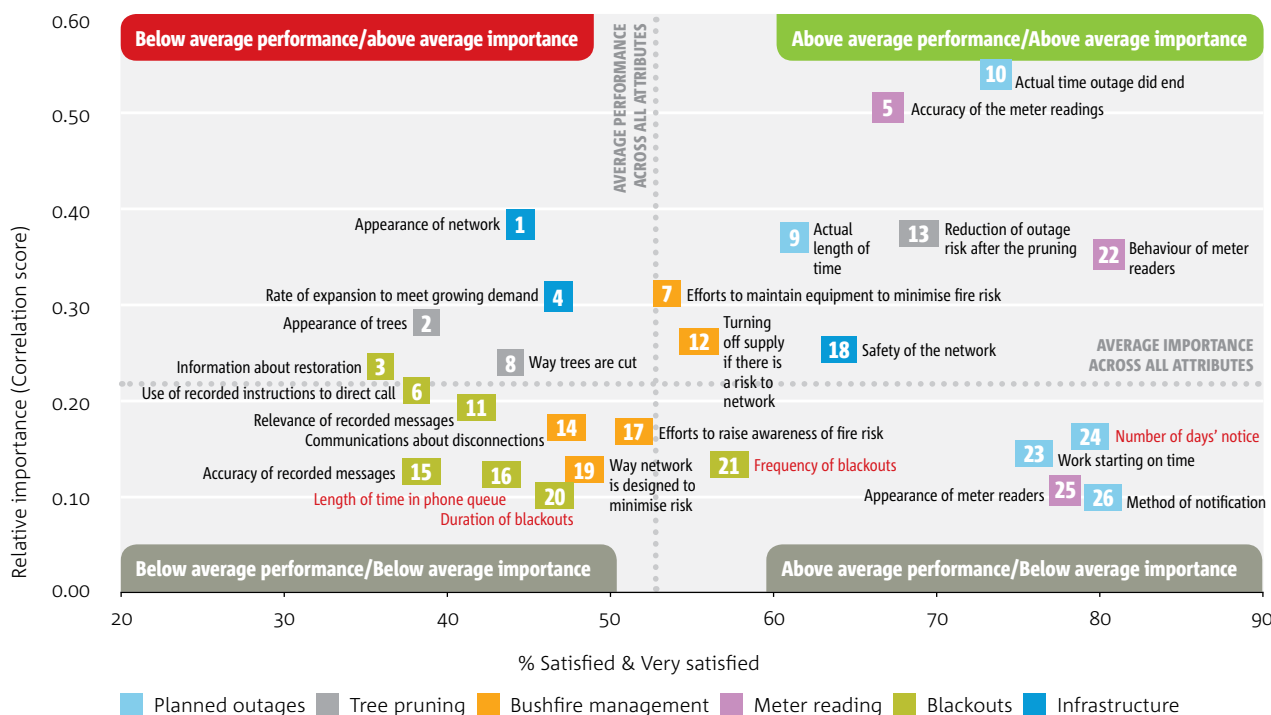 0.60
0.50
0.40
0.30
0.20
0.10
0.00
Relative importance (Correlation score)
Below average performance/above average importance
AVERAGE PERFORMANCE
ACROSS ALL ATTRIBUTES
Above average performance/Above average importance
10 Actual time outage did end
5 Accuracy of the meter readings
Appearance of network 1
9 Actual
length of
time
13 Reduction of outage
risk after the pruning
22 Behaviour of meter
readers
Rate of expansion to meet growing demand 4
7 Efforts to maintain equipment to minimise fire risk
Appearance of trees 2
12 Turning
off supply
if there is
a risk to
network
18 Safety of the network
AVERAGE IMPORTANCE
ACROSS ALL ATTRIBUTES
Information about restoration 3
8 Way trees are cut
Use of recorded instructions to direct call 6
Relevance of recorded messages 11
Communications about disconnections 14
17 Efforts to raise awareness of fire risk
24 Number of days' notice
23 Work starting on time
Accuracy of recorded messages 15
Length of time in phone queue
16
19 Way network
is designed to
minimise risk
20
Duration of blackouts
21 Frequency of blackouts
Appearance of meter readers 25
26 Method of notification
Below average performance/Below average importance
Above average performance/Below average importance
20 30 40 50 60 70 80 90
% Satisfied & Very satisfied
Planned outages Tree pruning Bushfire management Meter reading Blackouts Infrastructure